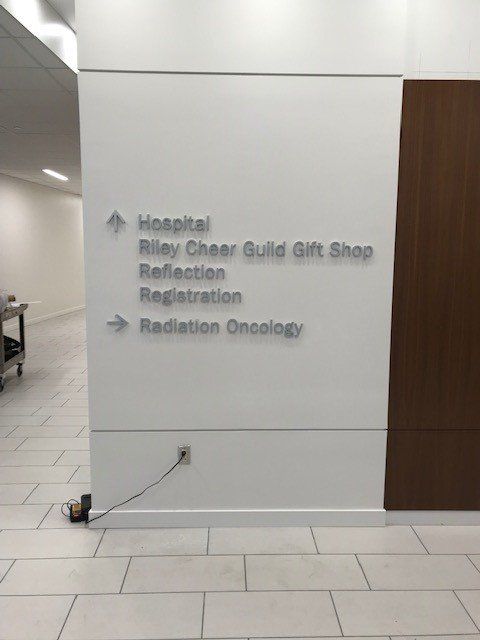 ↑ Hospital
Riley Cheer Guild Gift Shop
Reflection
Registration
→ Radiation Oncology